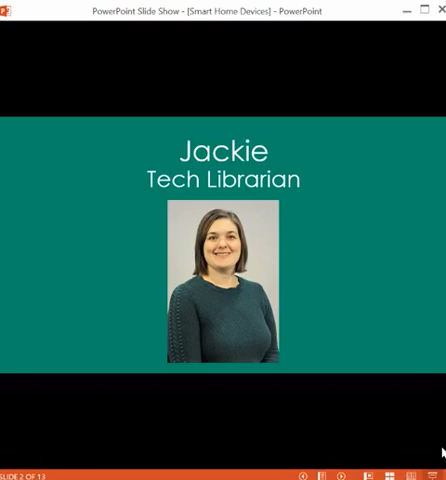 PowerPoint Slide Show - [Smart Home Devices] - PowerPoint
Jackie
Tech Librarian
SLIDE 2 OF 13